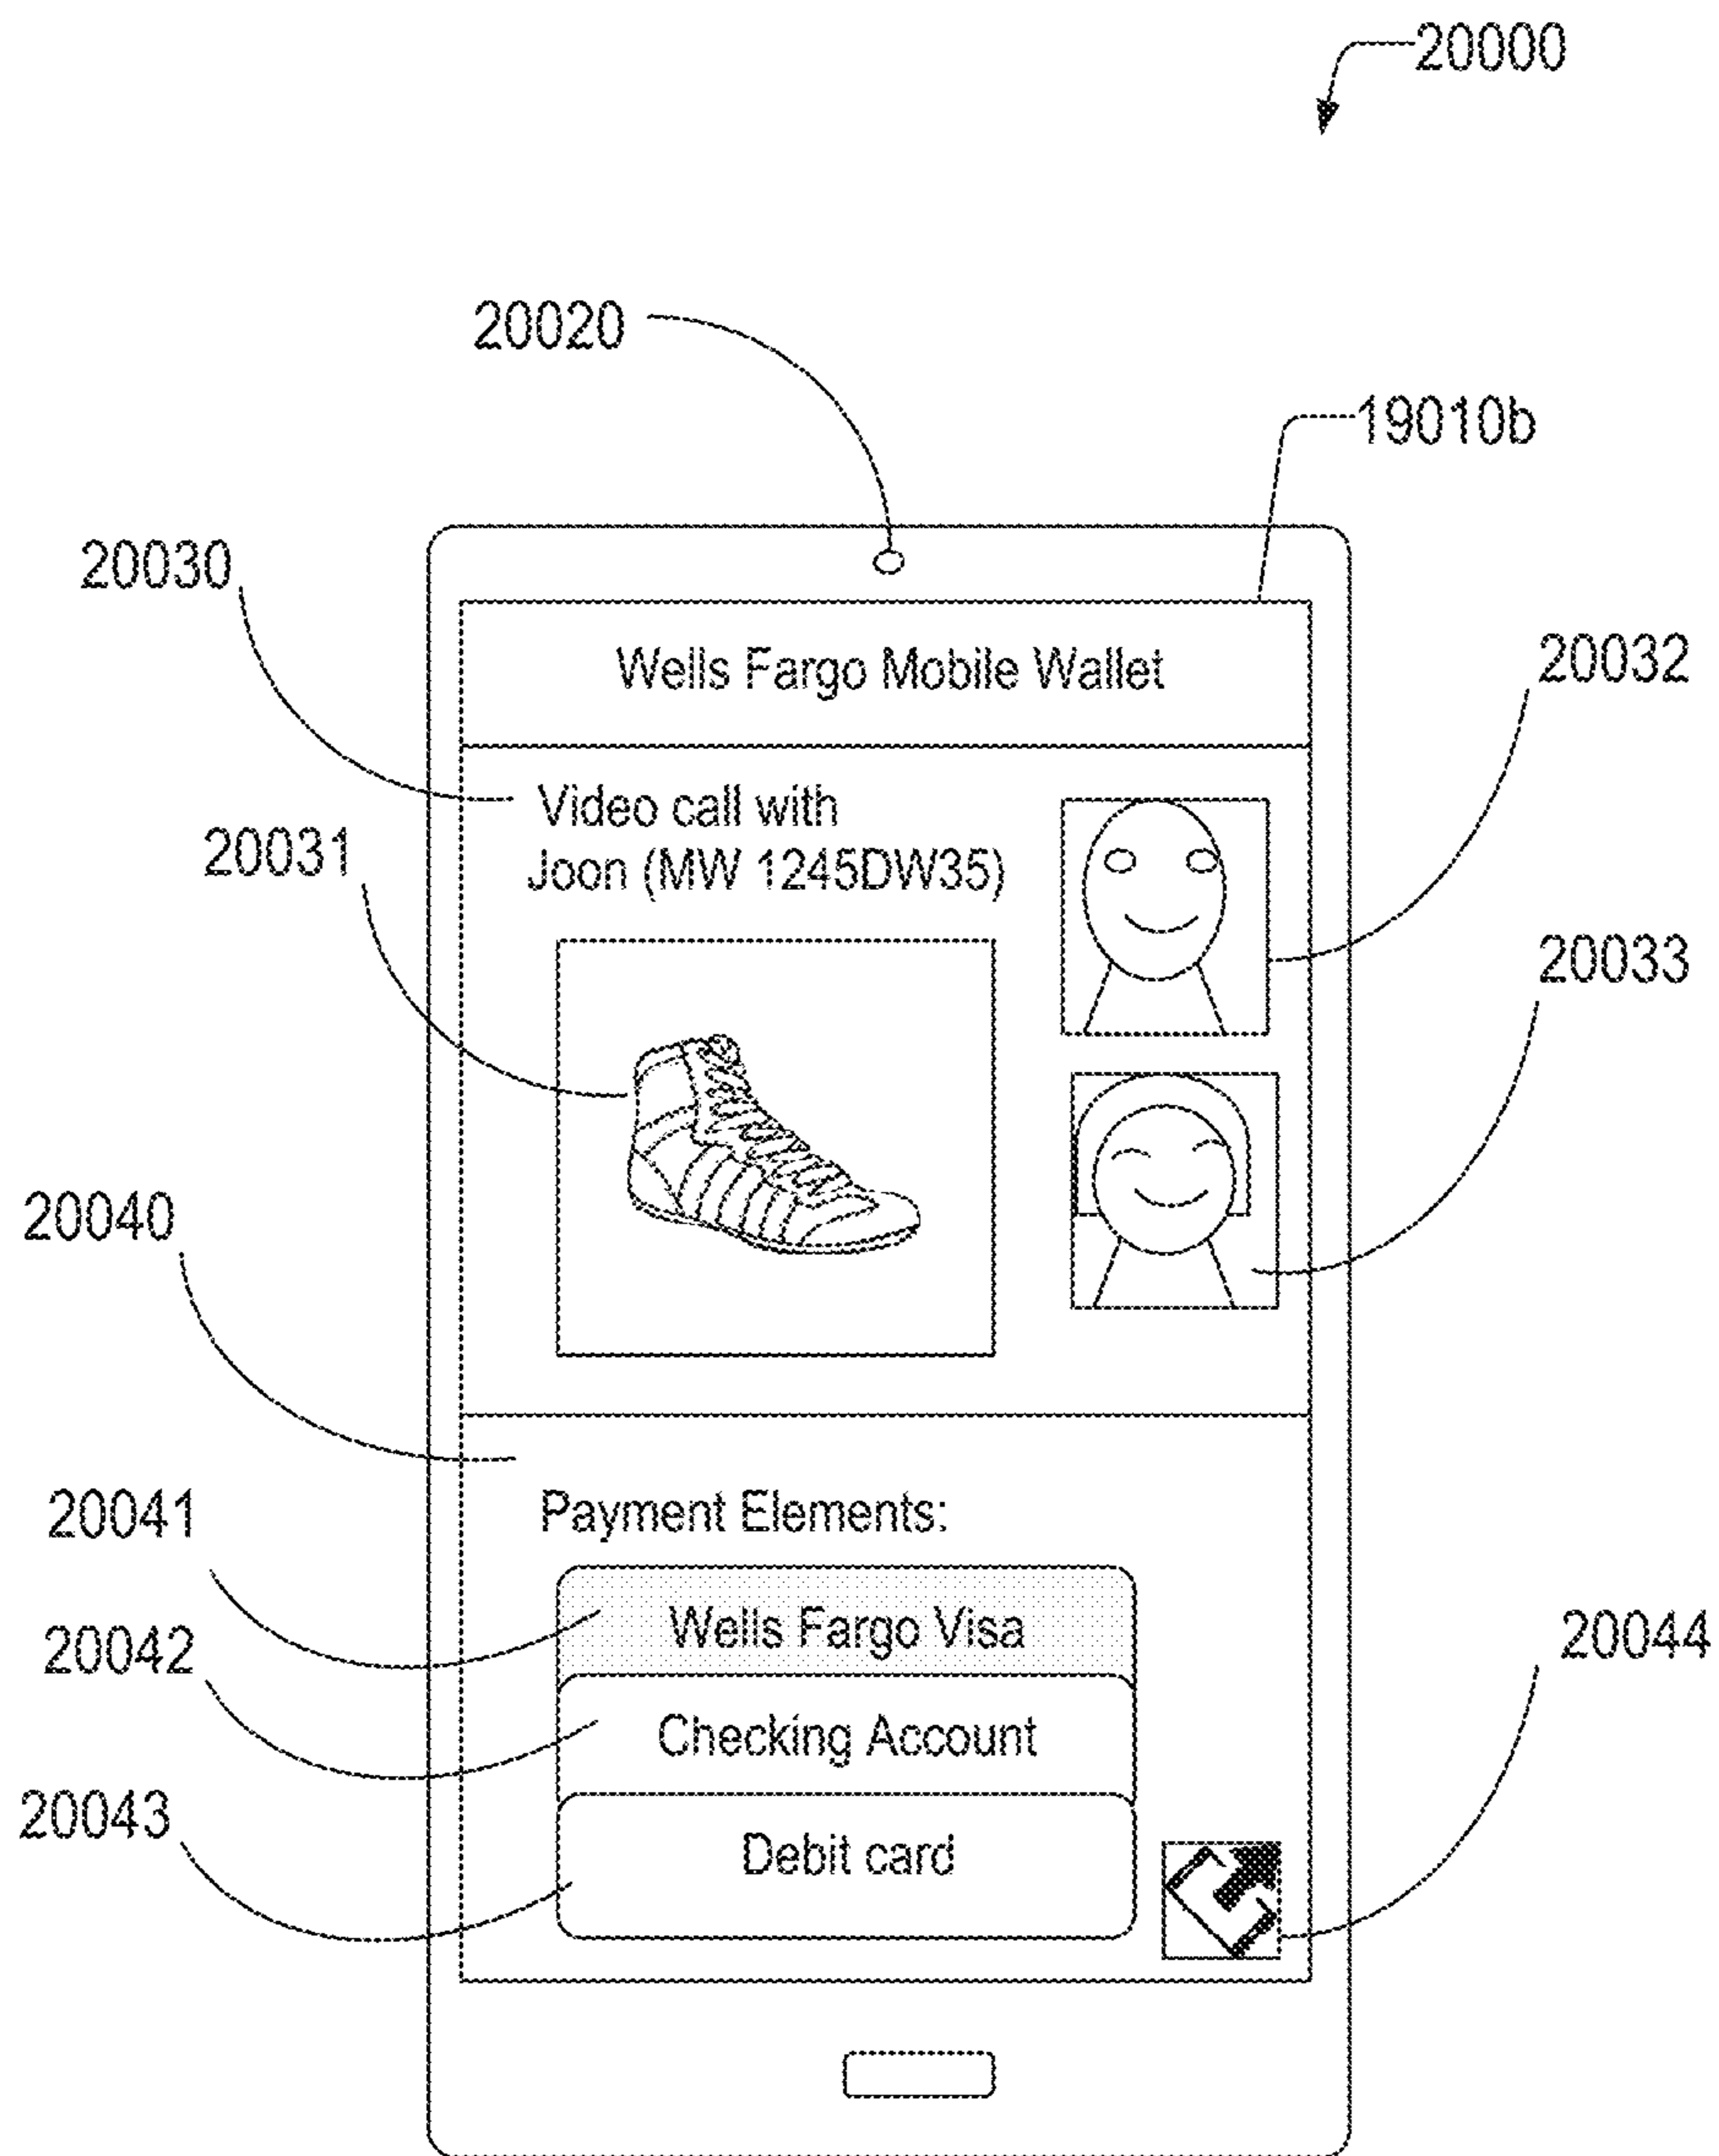 20000
20020
19010b
20030
Wells Fargo Mobile Wallet
20032
Video call with
Joon (MW 1245DW35)
20031
20033
20040
Payment Elements:
20041
Wells Fargo Visa
20042
20044
Checking Account
20043
Debit card